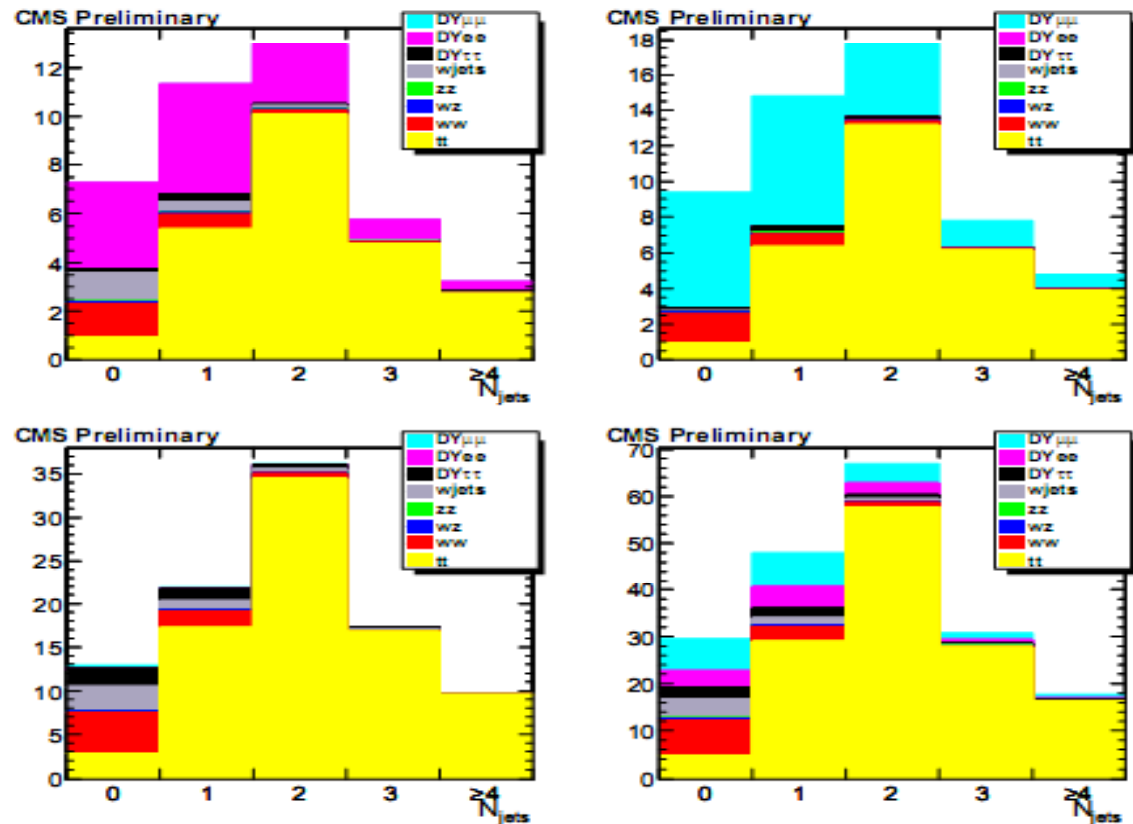 CMS Preliminary
DYμμ
DYee
DYττ
wjets
zz
wz
ww
tt
12
10
8
6
4
2
0
0 1 2 3 ≥4
N jets
CMS Preliminary
DYμμ
DYee
DYττ
wjets
zz
wz
ww
tt
18
16
14
12
10
8
6
4
2
0
0 1 2 3 ≥4
N jets
CMS Preliminary
DYμμ
DYee
DYττ
wjets
zz
wz
ww
tt
35
30
25
20
15
10
5
0
0 1 2 3 ≥4
N jets
CMS Preliminary
DYμμ
DYee
DYττ
wjets
zz
wz
ww
tt
70
60
50
40
30
20
10
0
0 1 2 3 ≥4
N jets